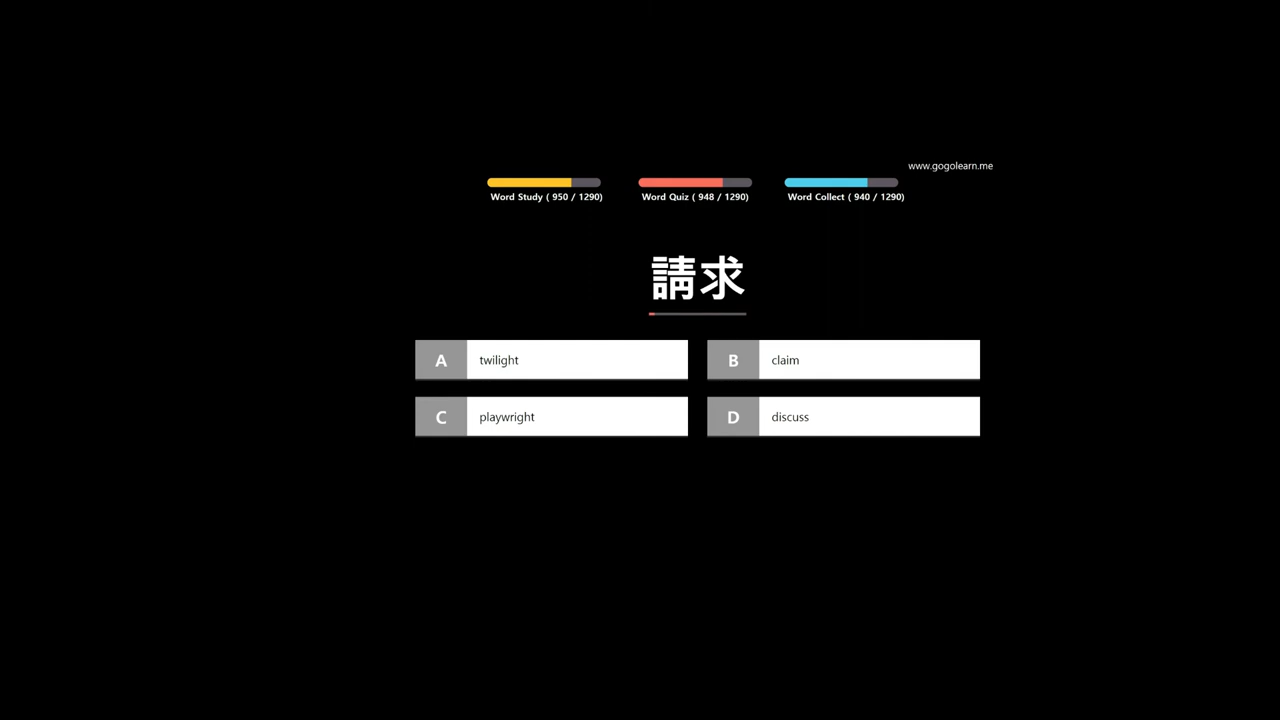 www.gogolearn.me
Word Study ( 950 / 1290)
Word Quiz ( 948 / 1290)
Word Collect ( 940 / 1290)
請求
A twilight
B claim
C playwright
D discuss